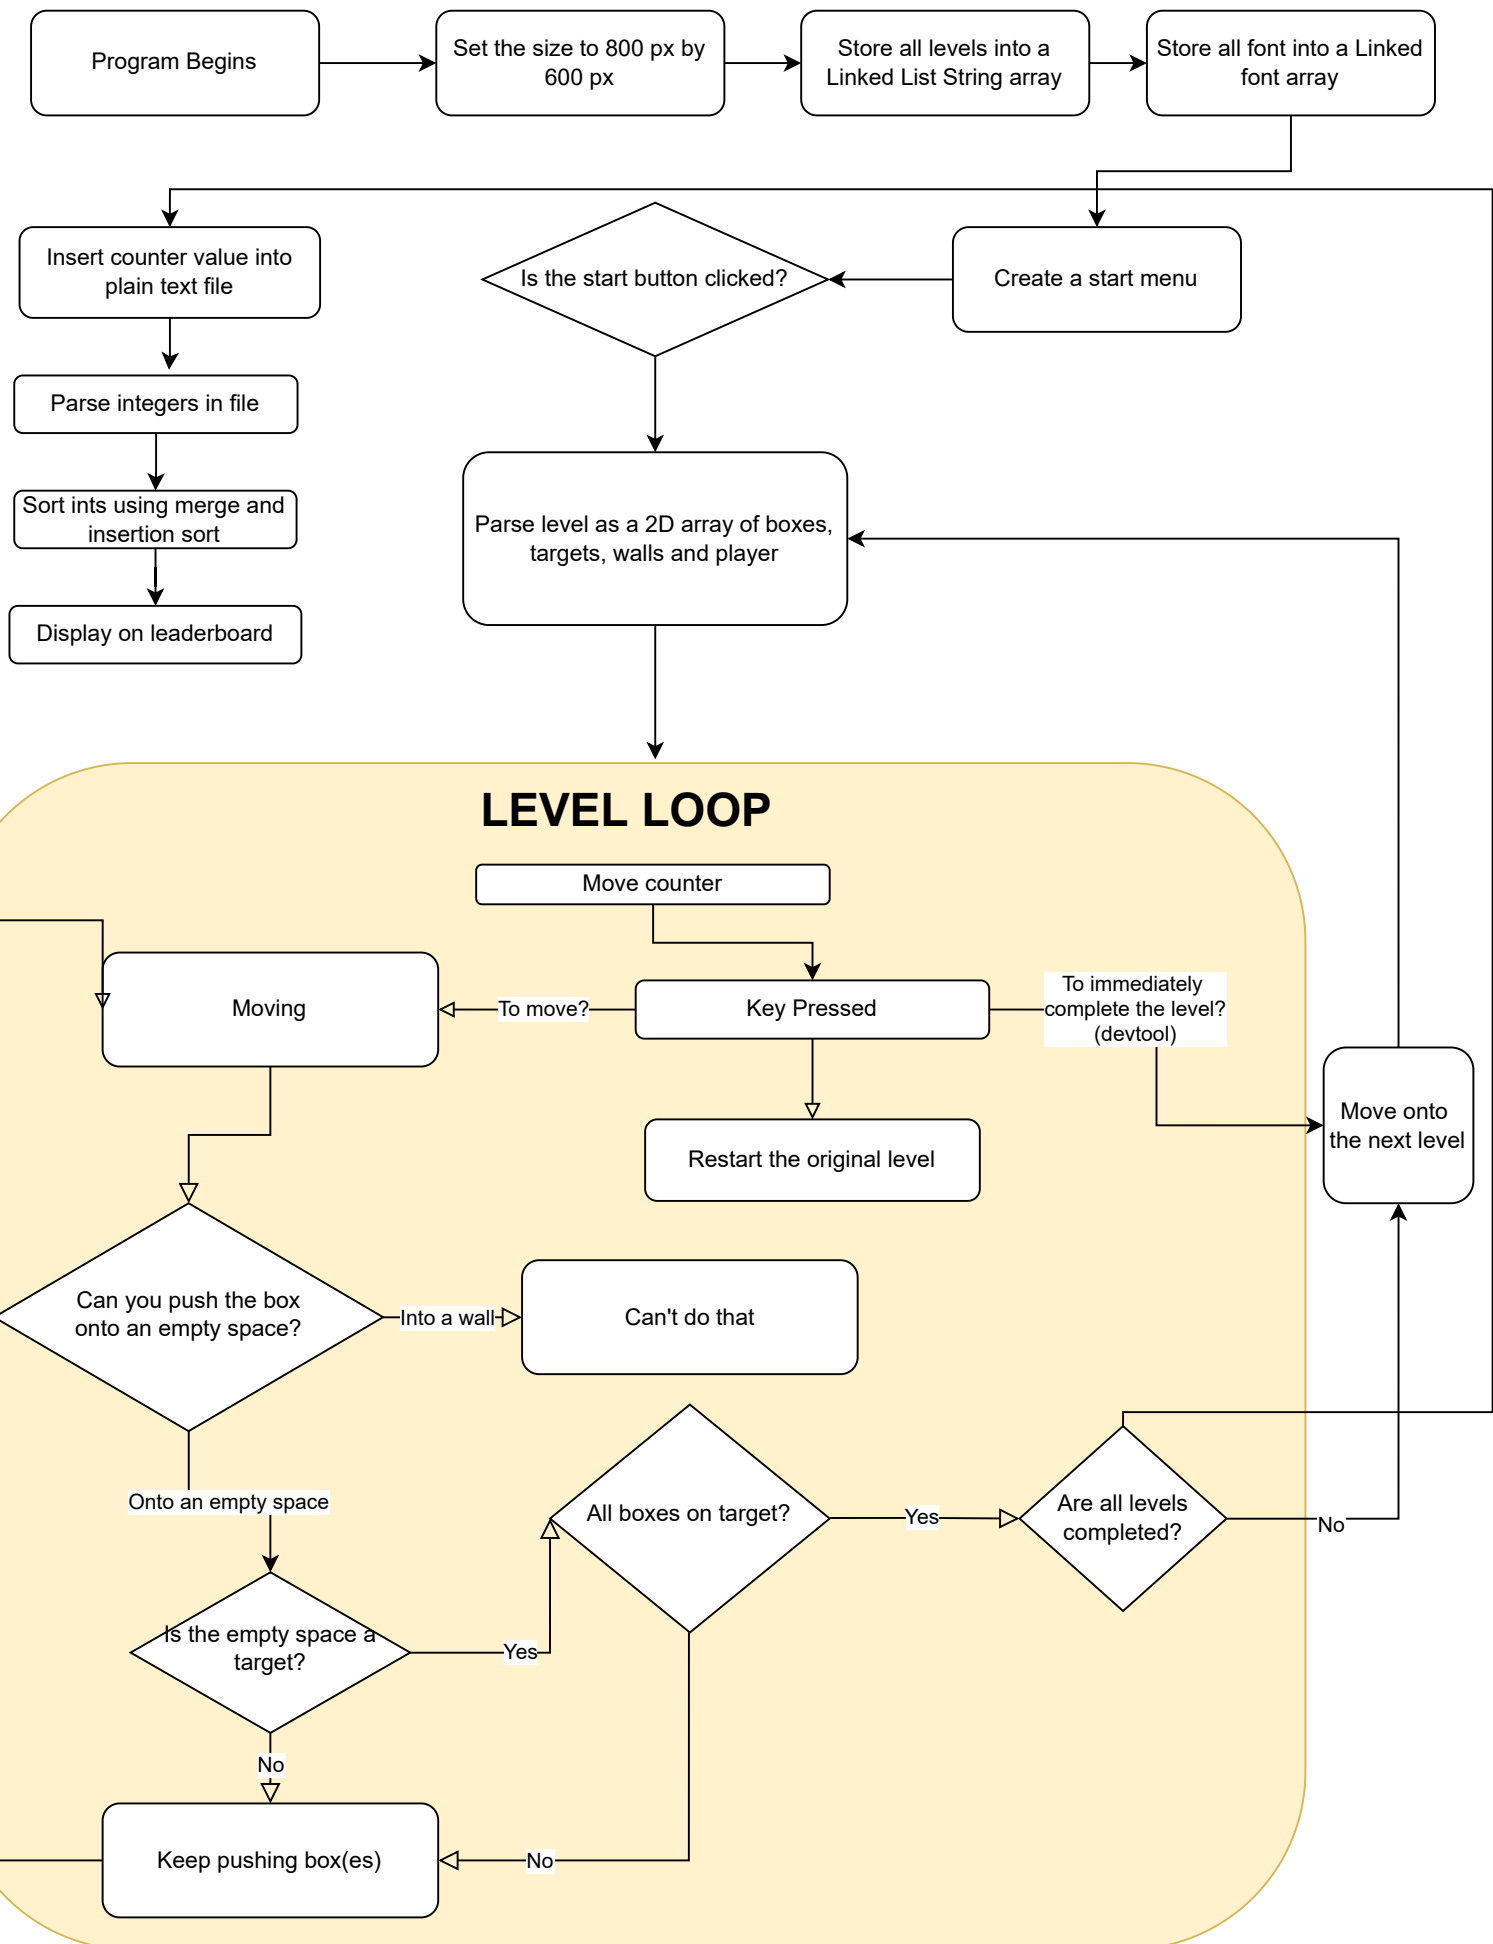 Program Begins
Set the size to 800 px by
600 px
Store all levels into a
Linked List String array
Store all font into a Linked
font array
Insert counter value into
plain text file
Is the start button clicked?
Create a start menu
Parse integers in file
Sort ints using merge and
insertion sort
Display on leaderboard
Parse level as a 2D array of boxes,
targets, walls and player
LEVEL LOOP
Move counter
Moving
To move?
Key Pressed
To immediately
complete the level?
(devtool)
Restart the original level
Move onto
the next level
Can you push the box
onto an empty space?
Into a wall
Can't do that
Onto an empty space
All boxes on target?
Yes
Are all levels
completed?
No
Is the empty space a
target?
Yes
No
Keep pushing box(es)
No